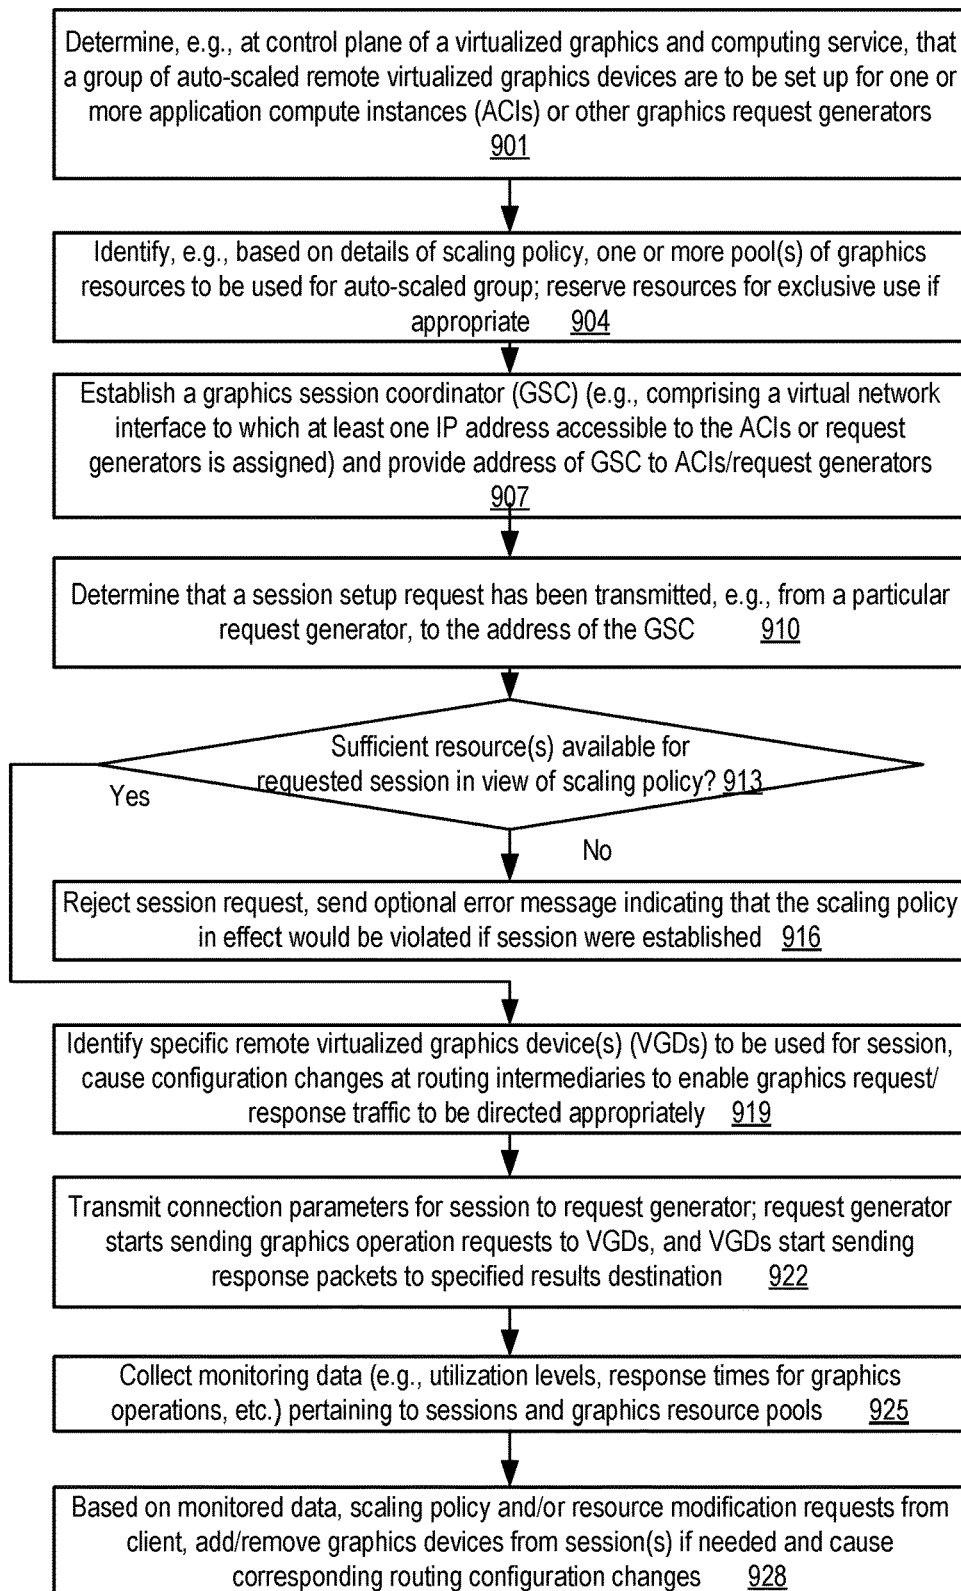 Determine, e.g., at control plane of a virtualized graphics and computing service, that
a group of auto-scaled remote virtualized graphics devices are to be set up for one or
more application compute instances (ACIs) or other graphics request generators
901
Identify, e.g., based on details of scaling policy, one or more pool(s) of graphics
resources to be used for auto-scaled group; reserve resources for exclusive use if
appropriate 904
Establish a graphics session coordinator (GSC) (e.g., comprising a virtual network
interface to which at least one IP address accessible to the ACIs or request
generators is assigned) and provide address of GSC to ACIs/request generators
907
Determine that a session setup request has been transmitted, e.g., from a particular
request generator, to the address of the GSC 910
Sufficient resource(s) available for
requested session in view of scaling policy? 913
Yes
No
Reject session request, send optional error message indicating that the scaling policy
in effect would be violated if session were established 916
Identify specific remote virtualized graphics device(s) (VGDs) to be used for session,
cause configuration changes at routing intermediaries to enable graphics request/
response traffic to be directed appropriately 919
Transmit connection parameters for session to request generator; request generator
starts sending graphics operation requests to VGDs, and VGDs start sending
response packets to specified results destination 922
Collect monitoring data (e.g., utilization levels, response times for graphics
operations, etc.) pertaining to sessions and graphics resource pools 925
Based on monitored data, scaling policy and/or resource modification requests from
client, add/remove graphics devices from session(s) if needed and cause
corresponding routing configuration changes 928